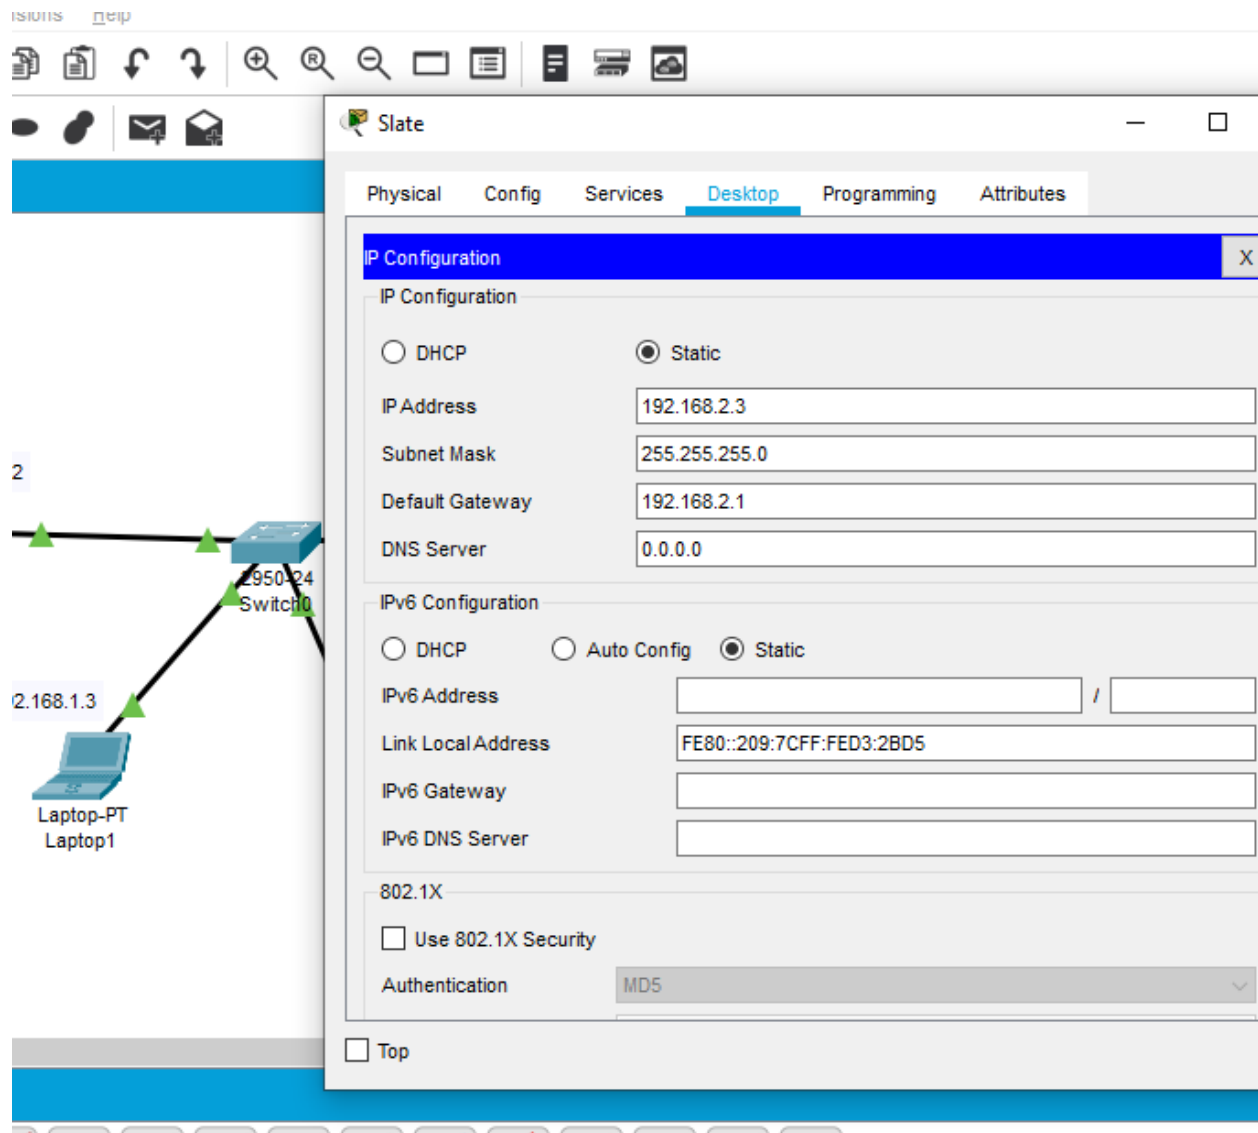 Help
Slate
Physical Config Services Desktop Programming Attributes
IP Configuration X
IP Configuration
DHCP Static
IP Address 192.168.2.3
Subnet Mask 255.255.255.0
Default Gateway 192.168.2.1
DNS Server 0.0.0.0
IPv6 Configuration
DHCP Auto Config Static
IPv6 Address /
Link Local Address FE80::209:7CFF:FED3:2BD5
IPv6 Gateway
IPv6 DNS Server
802.1X
Use 802.1X Security
Authentication MD5
Top
2
2950-24
Switch0
2.168.1.3
Laptop-PT
Laptop1